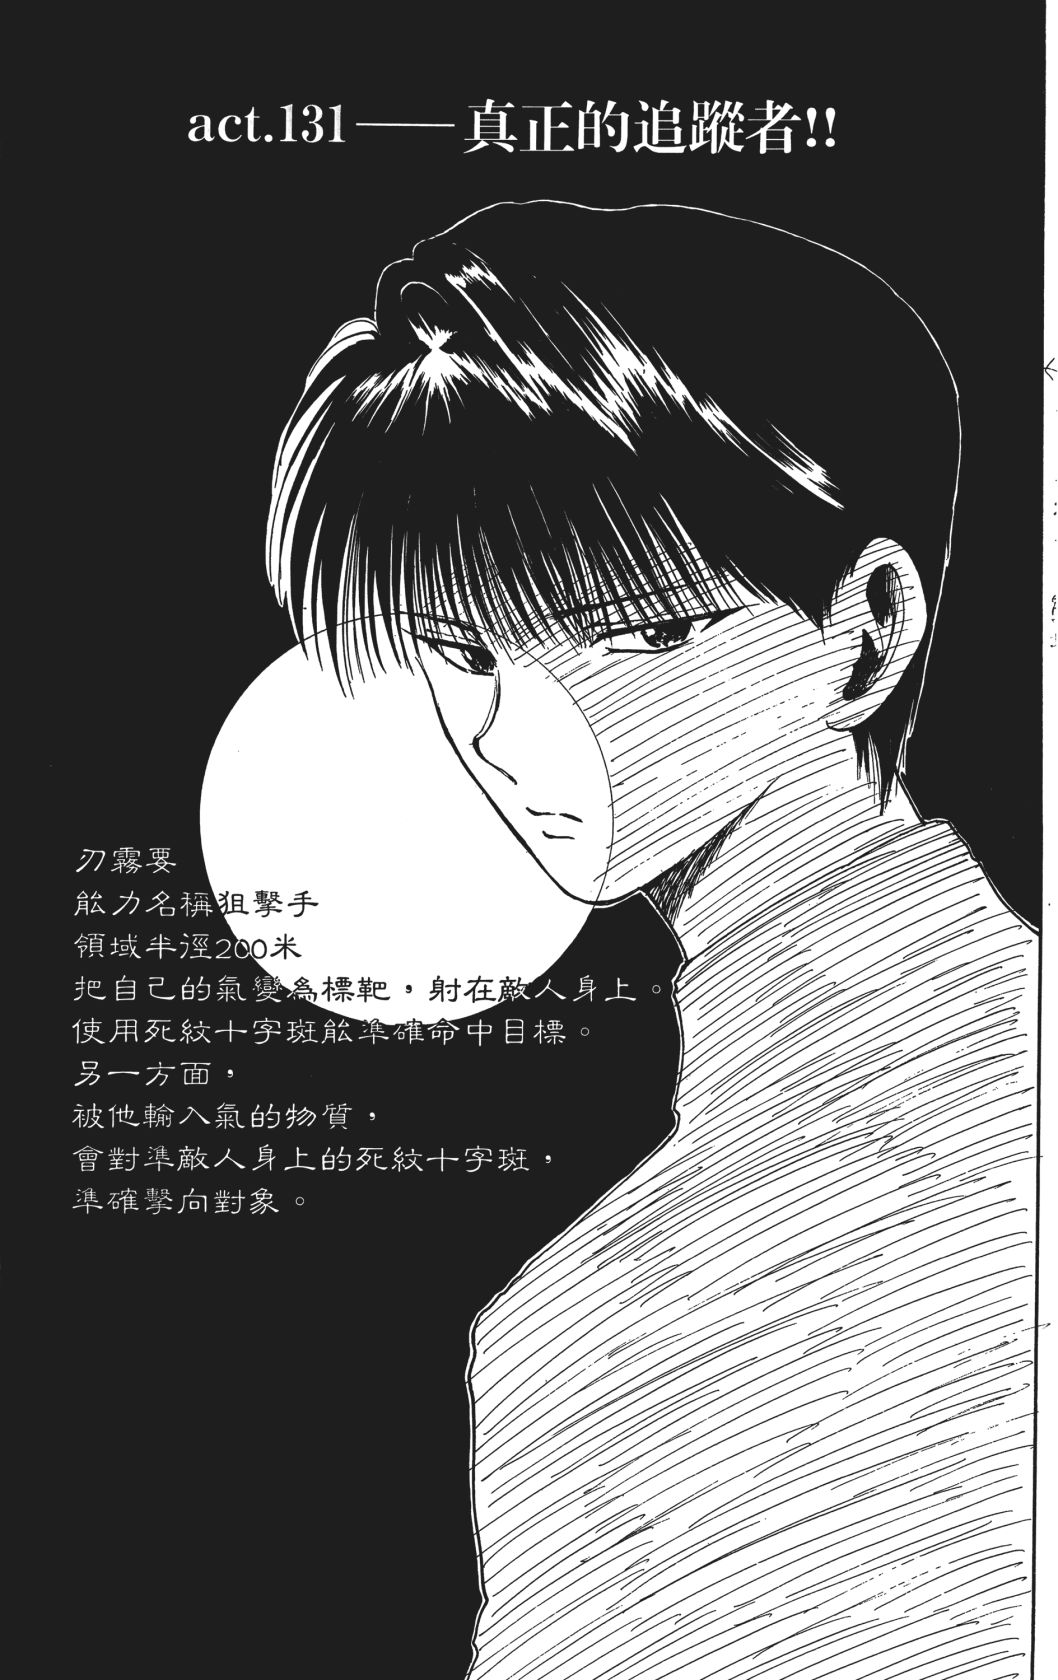 act.131——真正的追蹤者!!
刃霧要
能力名稱狙擊手
領域半徑200米
把自己的氣變為標靶，射在敵人身上。
使用死紋十字斑能準確命中目標。
另一方面，
被他輸入氣的物質，
會對準敵人身上的死紋十字斑，
準確擊向對象。